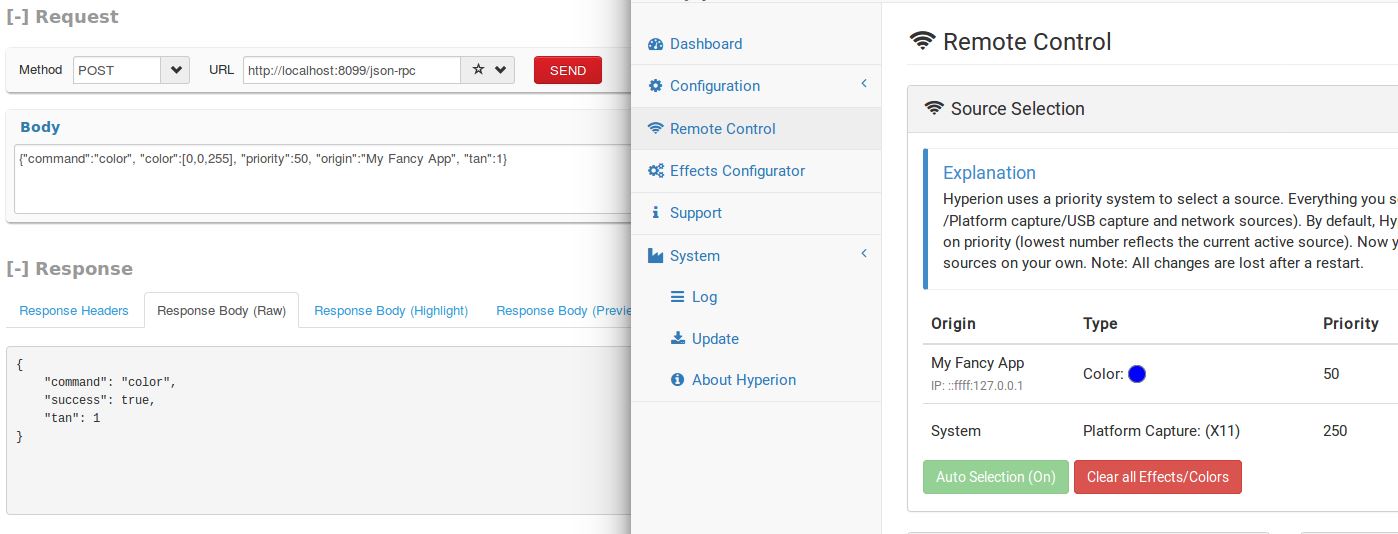 [-] Request
Method POST URL http://localhost:8099/json-rpc SEND
Body
{"command":"color", "color":[0,0,255], "priority":50, "origin":"My Fancy App", "tan":1}
[-] Response
Response Headers Response Body (Raw) Response Body (Highlight) Response Body (Previe
{
"command": "color",
"success": true,
"tan": 1
}
Dashboard
Configuration
Remote Control
Effects Configurator
Support
System
Log
Update
About Hyperion
Remote Control
Source Selection
Explanation
Hyperion uses a priority system to select a source. Everything you s
/Platform capture/USB capture and network sources). By default, Hy
on priority (lowest number reflects the current active source). Now y
sources on your own. Note: All changes are lost after a restart.
Origin Type Priority
My Fancy App Color: 50
IP: ::ffff:127.0.0.1
System Platform Capture: (X11) 250
Auto Selection (On) Clear all Effects/Colors